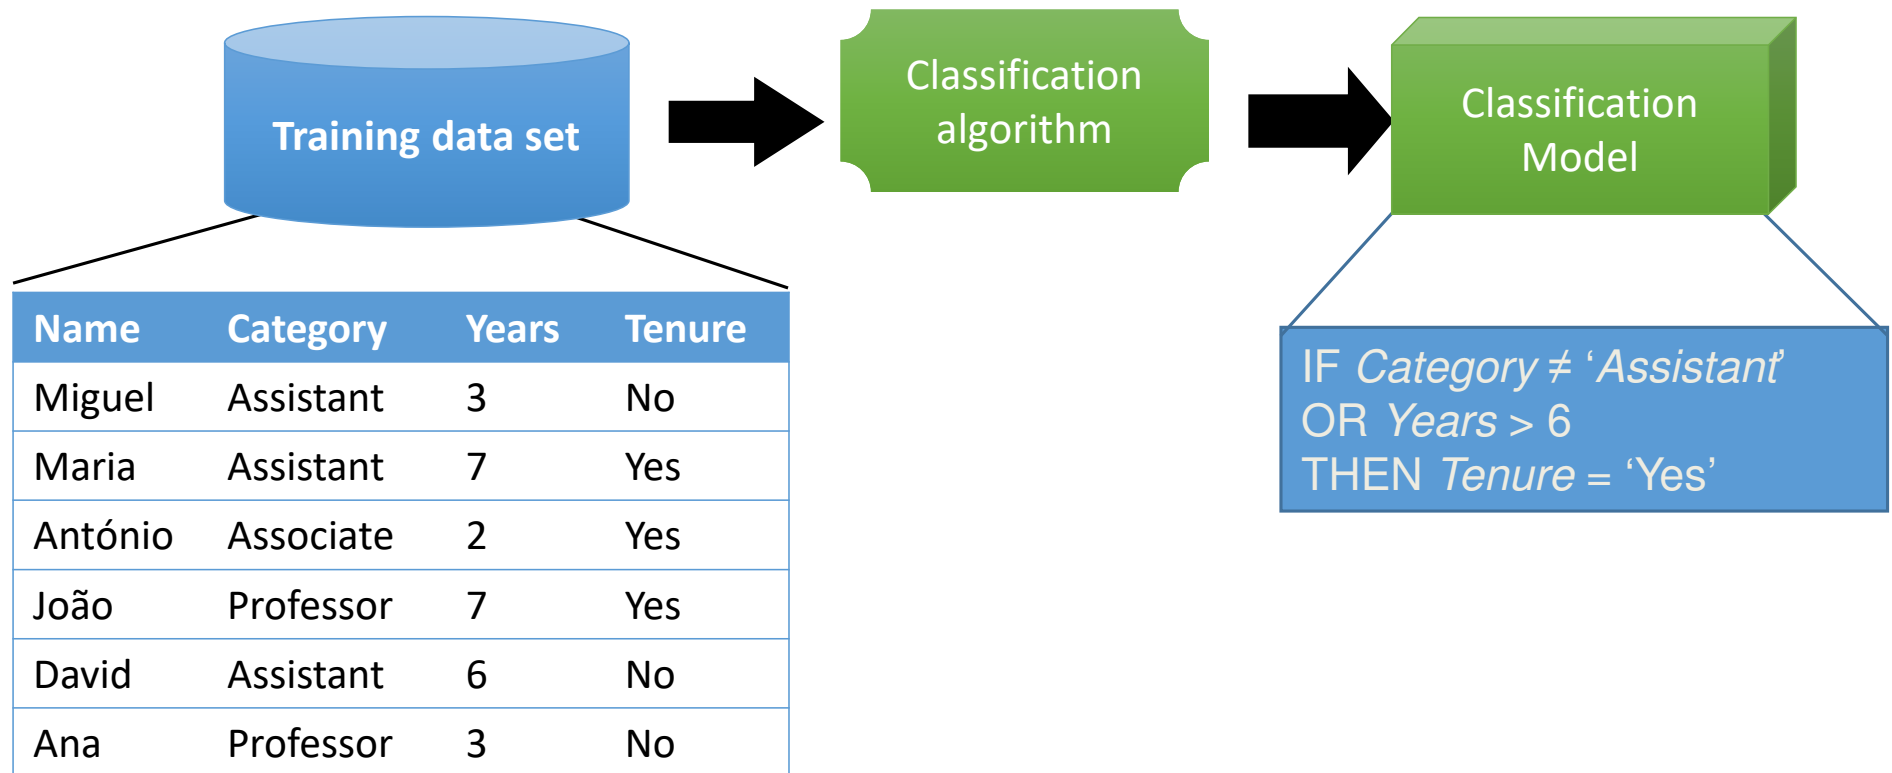 Training data set
Classification
algorithm
Classification
Model
Name Category Years Tenure
Miguel Assistant 3 No
Maria Assistant 7 Yes
António Associate 2 Yes
João Professor 7 Yes
David Assistant 6 No
Ana Professor 3 No
IF Category ≠ ‘Assistant’
OR Years > 6
THEN Tenure = ‘Yes’